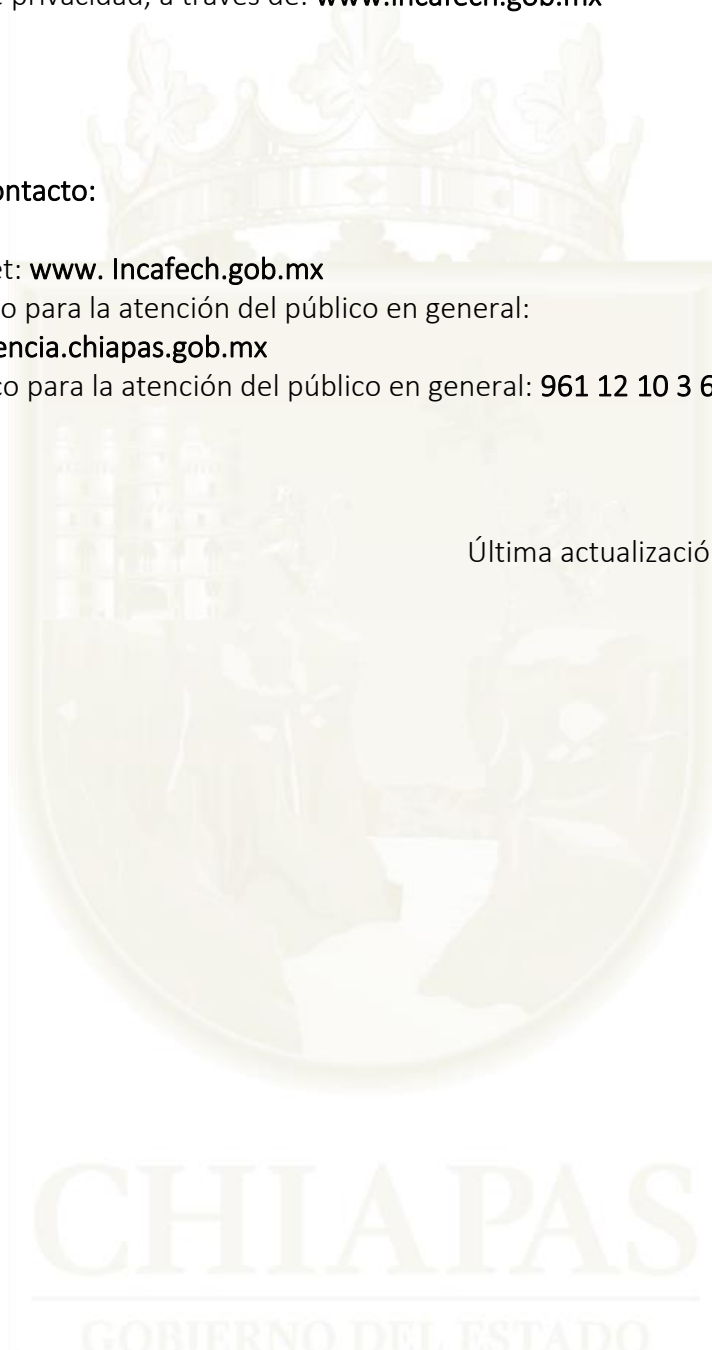 e privacidad, a través de: www.incafech.gob.mx
ontacto:
et: www. Incafech.gob.mx
o para la atención del público en general:
encia.chiapas.gob.mx
co para la atención del público en general: 961 12 10 3 6
Última actualizació
CHIAPAS
GOBIERNO DEL ESTADO